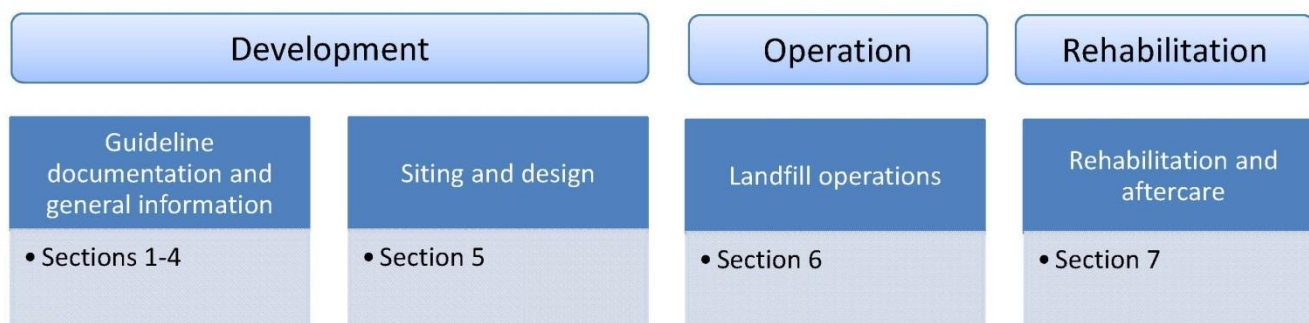 Development
Operation
Rehabilitation
Guideline
documentation and
general information
• Sections 1-4
Siting and design
• Section 5
Landfill operations
• Section 6
Rehabilitation and
aftercare
• Section 7